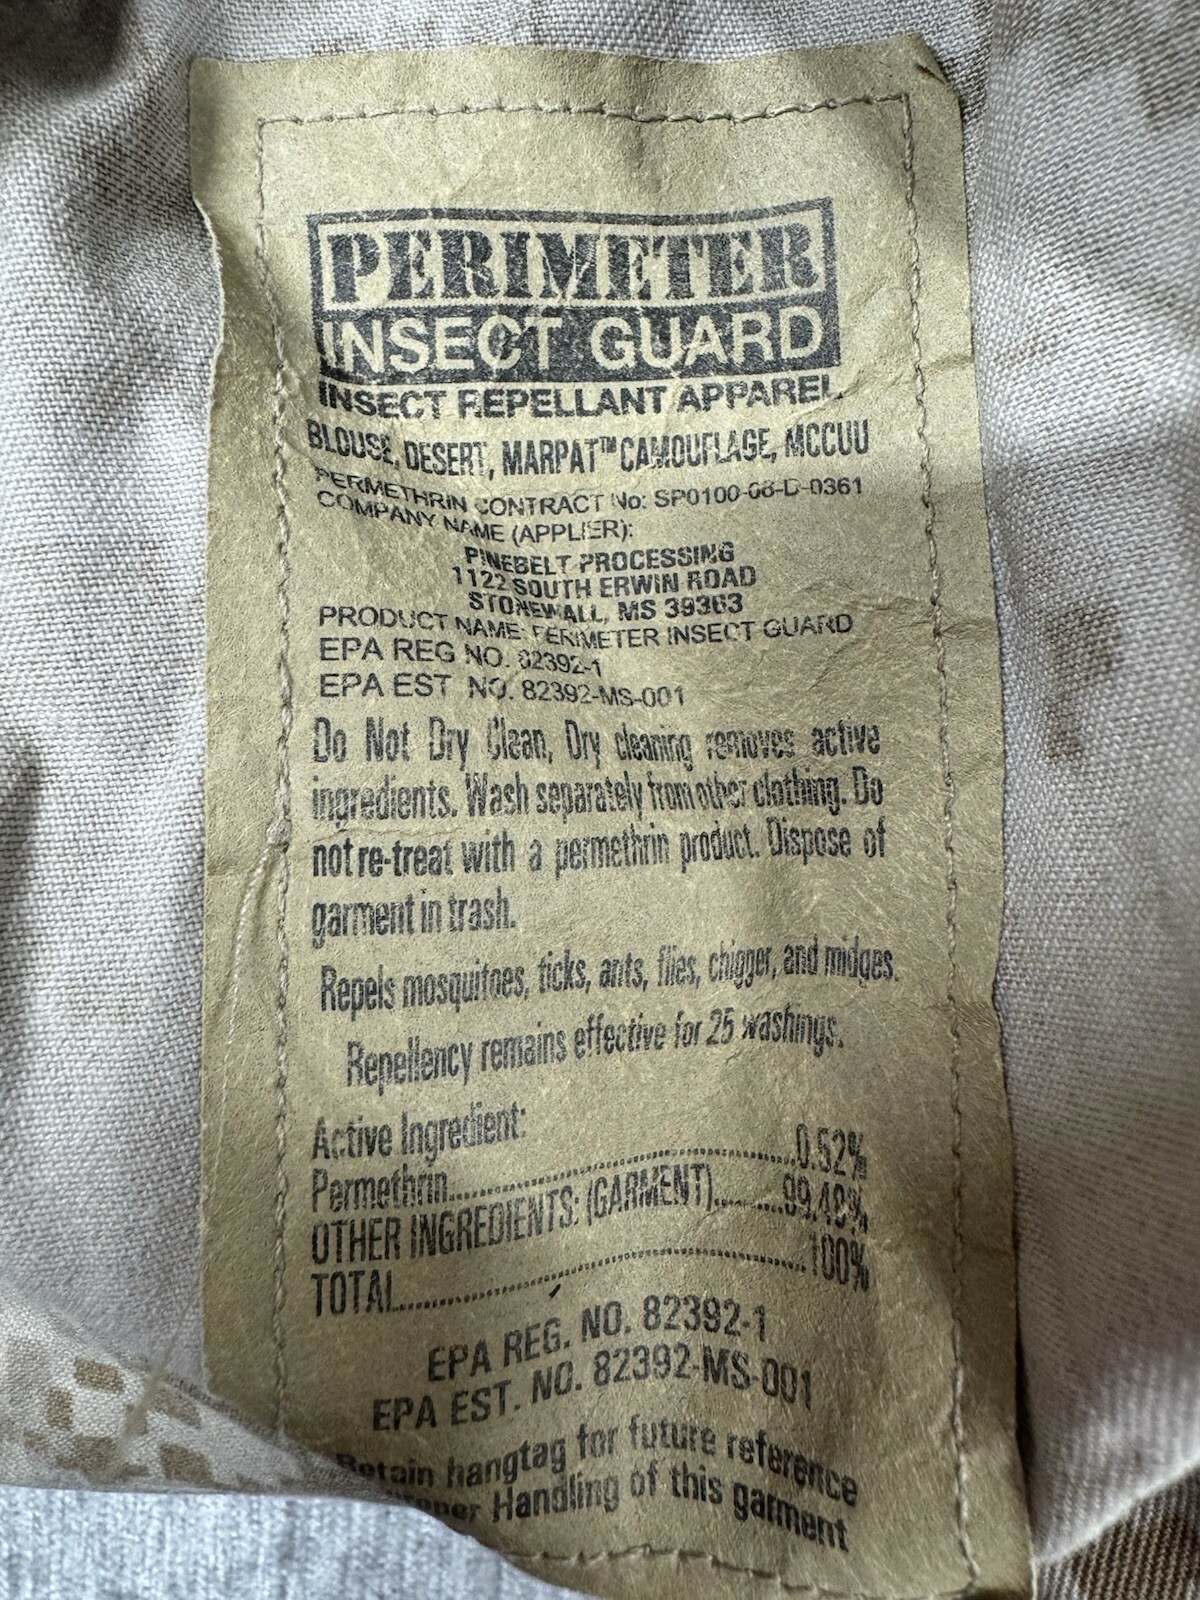 PERIMETER
INSECT GUARD
INSECT REPELLANT APPAREL
BLOUSE, DESERT, MARPAT™ CAMOUFLAGE, MCCUU
PERMETHRIN CONTRACT No: SP0100-08-D-0361
COMPANY NAME (APPLIER):
PINEBELT PROCESSING
1122 SOUTH ERWIN ROAD
STONEWALL, MS 39363
PRODUCT NAME: PERIMETER INSECT GUARD
EPA REG NO. 82392-1
EPA EST NO. 82392-MS-001
Do Not Dry Clean, Dry cleaning removes active
ingredients. Wash separately from other clothing. Do
not re-treat with a permethrin product. Dispose of
garment in trash.
Repels mosquitoes, ticks, ants, flies, chigger, and midges.
Repellency remains effective for 25 washings.
Active Ingredient:
Permethrin..............................0.52%
OTHER INGREDIENTS: (GARMENT).........99.48%
TOTAL..............................100%
EPA REG. NO. 82392-1
EPA EST. NO. 82392-MS-001
Retain hangtag for future reference
Handling of this garment